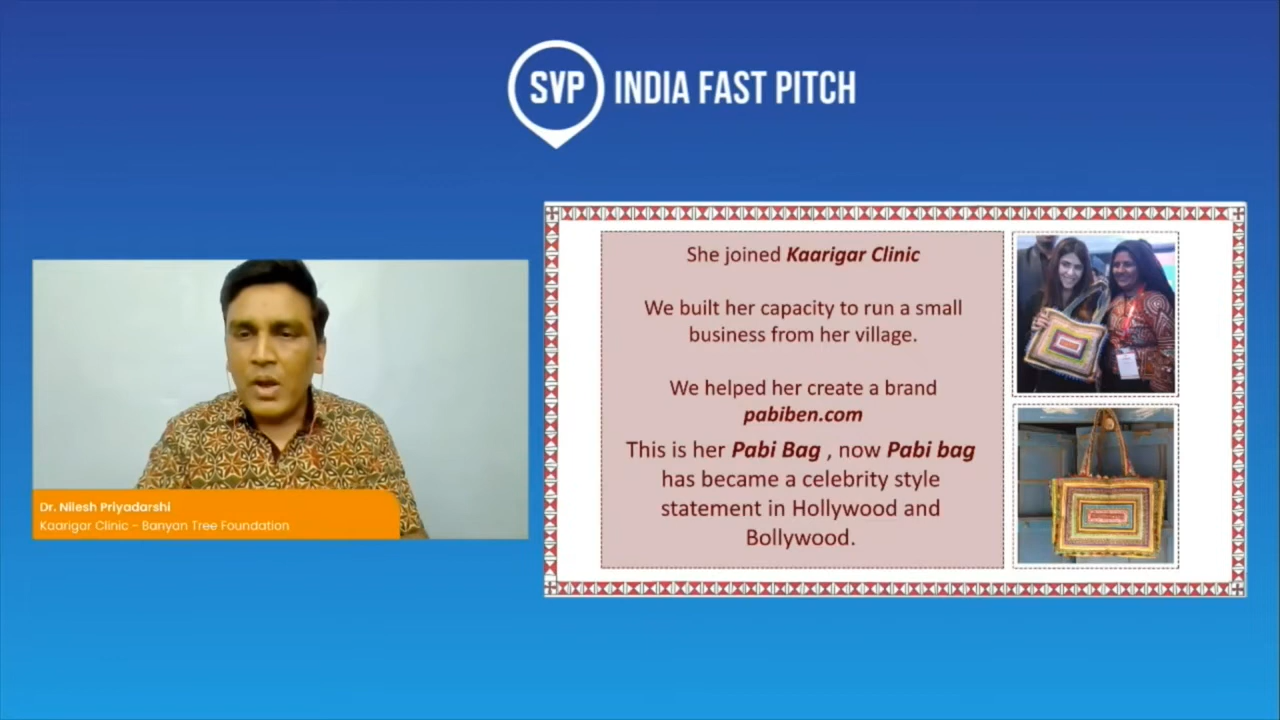 SVP INDIA FAST PITCH
She joined Kaarigar Clinic
We built her capacity to run a small
business from her village.
We helped her create a brand
pabiben.com
This is her Pabi Bag , now Pabi bag
has became a celebrity style
statement in Hollywood and
Bollywood.
Dr. Nilesh Priyadarshi
Kaarigar Clinic - Banyan Tree Foundation